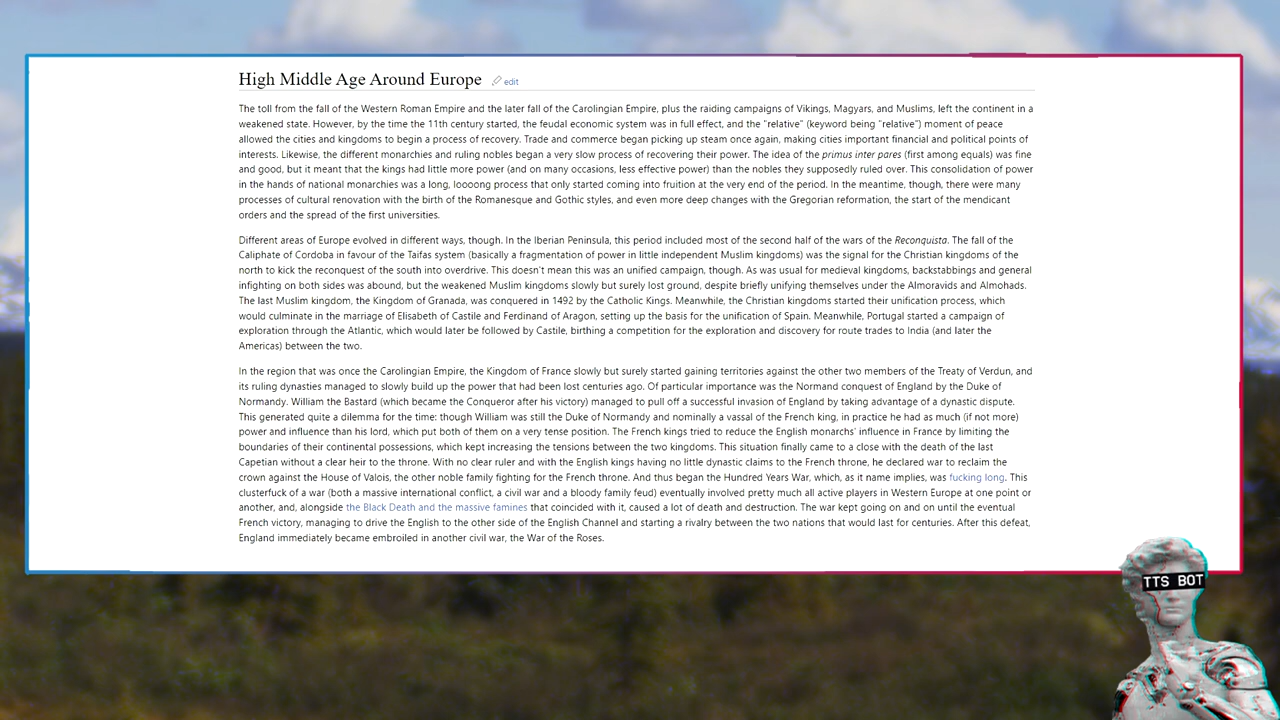 High Middle Age Around Europe edit
The toll from the fall of the Western Roman Empire and the later fall of the Carolingian Empire, plus the raiding campaigns of Vikings, Magyars, and Muslims, left the continent in a
weakened state. However, by the time the 11th century started, the feudal economic system was in full effect, and the "relative" (keyword being "relative") moment of peace
allowed the cities and kingdoms to begin a process of recovery. Trade and commerce began picking up steam once again, making cities important financial and political points of
interests. Likewise, the different monarchies and ruling nobles began a very slow process of recovering their power. The idea of the primus inter pares (first among equals) was fine
and good, but it meant that the kings had little more power (and on many occasions, less effective power) than the nobles they supposedly ruled over. This consolidation of power
in the hands of national monarchies was a long, loooong process that only started coming into fruition at the very end of the period. In the meantime, though, there were many
processes of cultural renovation with the birth of the Romanesque and Gothic styles, and even more deep changes with the Gregorian reformation, the start of the mendicant
orders and the spread of the first universities.
Different areas of Europe evolved in different ways, though. In the Iberian Peninsula, this period included most of the second half of the wars of the Reconquista. The fall of the
Caliphate of Cordoba in favour of the Taifas system (basically a fragmentation of power in little independent Muslim kingdoms) was the signal for the Christian kingdoms of the
north to kick the reconquest of the south into overdrive. This doesn't mean this was an unified campaign, though. As was usual for medieval kingdoms, backstabbings and general
infighting on both sides was abound, but the weakened Muslim kingdoms slowly but surely lost ground, despite briefly unifying themselves under the Almoravids and Almohads.
The last Muslim kingdom, the Kingdom of Granada, was conquered in 1492 by the Catholic Kings. Meanwhile, the Christian kingdoms started their unification process, which
would culminate in the marriage of Elisabeth of Castile and Ferdinand of Aragon, setting up the basis for the unification of Spain. Meanwhile, Portugal started a campaign of
exploration through the Atlantic, which would later be followed by Castile, birthing a competition for the exploration and discovery for route trades to India (and later the
Americas) between the two.
In the region that was once the Carolingian Empire, the Kingdom of France slowly but surely started gaining territories against the other two members of the Treaty of Verdun, and
its ruling dynasties managed to slowly build up the power that had been lost centuries ago. Of particular importance was the Normand conquest of England by the Duke of
Normandy. William the Bastard (which became the Conqueror after his victory) managed to pull off a successful invasion of England by taking advantage of a dynastic dispute.
This generated quite a dilemma for the time: though William was still the Duke of Normandy and nominally a vassal of the French king, in practice he had as much (if not more)
power and influence than his lord, which put both of them on a very tense position. The French kings tried to reduce the English monarchs' influence in France by limiting the
boundaries of their continental possessions, which kept increasing the tensions between the two kingdoms. This situation finally came to a close with the death of the last
Capetian without a clear heir to the throne. With no clear ruler and with the English kings having no little dynastic claims to the French throne, he declared war to reclaim the
crown against the House of Valois, the other noble family fighting for the French throne. And thus began the Hundred Years War, which, as it name implies, was fucking long. This
clusterfuck of a war (both a massive international conflict, a civil war and a bloody family feud) eventually involved pretty much all active players in Western Europe at one point or
another, and, alongside the Black Death and the massive famines that coincided with it, caused a lot of death and destruction. The war kept going on and on until the eventual
French victory, managing to drive the English to the other side of the English Channel and starting a rivalry between the two nations that would last for centuries. After this defeat,
England immediately became embroiled in another civil war, the War of the Roses.
TTS BOT